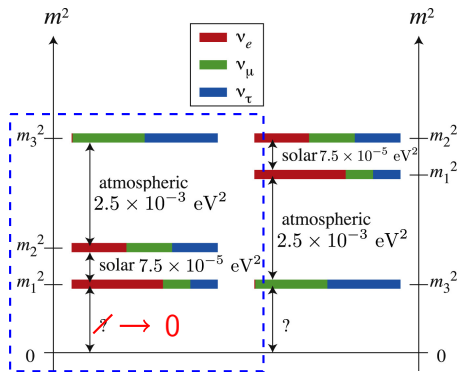 m² m²
ν_e
ν_μ
ν_τ
m₃² m₂²
solar 7.5 × 10⁻⁵ eV²
m₁²
atmospheric
2.5 × 10⁻³ eV²
atmospheric
2.5 × 10⁻³ eV²
m₂²
solar 7.5 × 10⁻⁵ eV²
m₁² m₃²
? → 0 ?
0 0